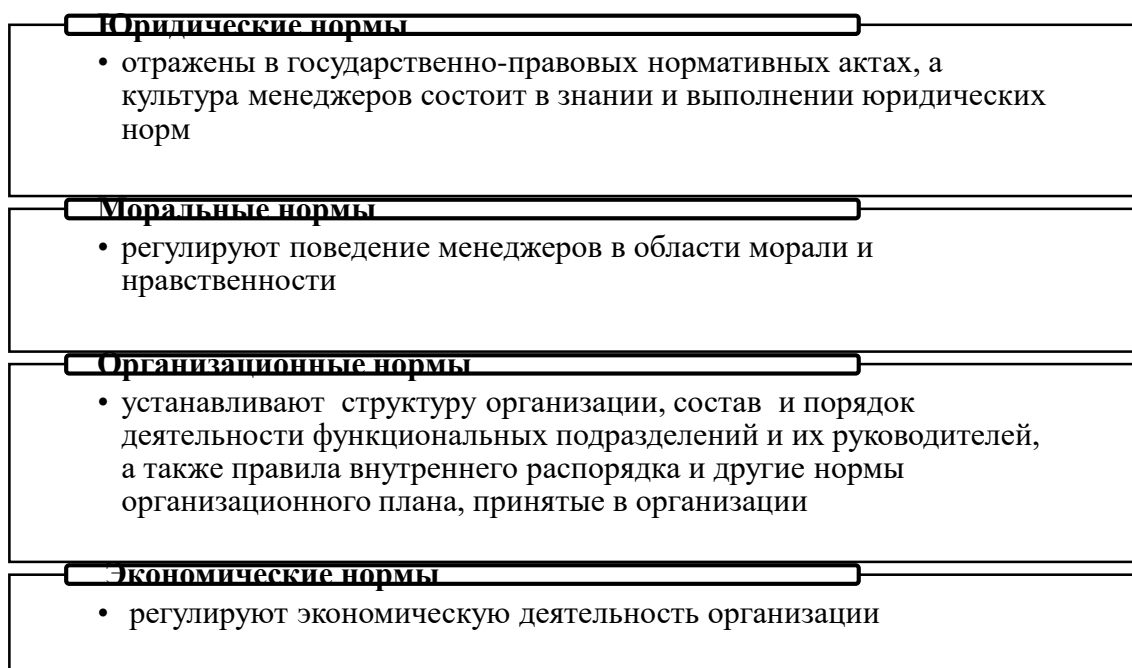 Юридические нормы
• отражены в государственно-правовых нормативных актах, а
культура менеджеров состоит в знании и выполнении юридических
норм
Моральные нормы
• регулируют поведение менеджеров в области морали и
нравственности
Организационные нормы
• устанавливают структуру организации, состав и порядок
деятельности функциональных подразделений и их руководителей,
а также правила внутреннего распорядка и другие нормы
организационного плана, принятые в организации
Экономические нормы
• регулируют экономическую деятельность организации